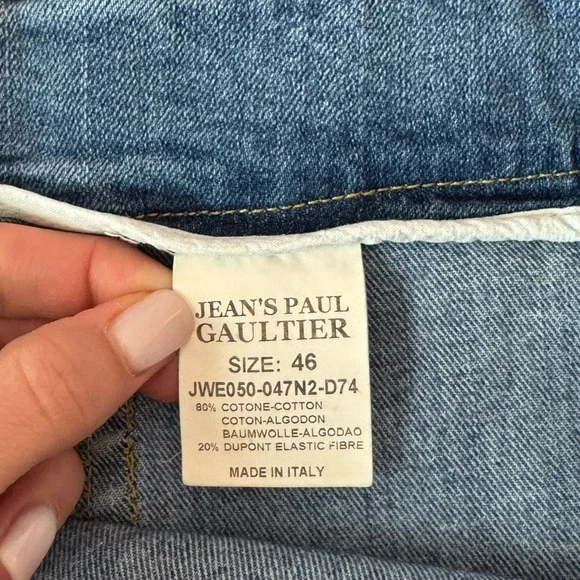 JEAN'S PAUL
GAULTIER
SIZE: 46
JWE050-047N2-D74
80% COTONE-COTTON
COTON-ALGODON
BAUMWOLLE-ALGODAO
20% DUPONT ELASTIC FIBRE
MADE IN ITALY